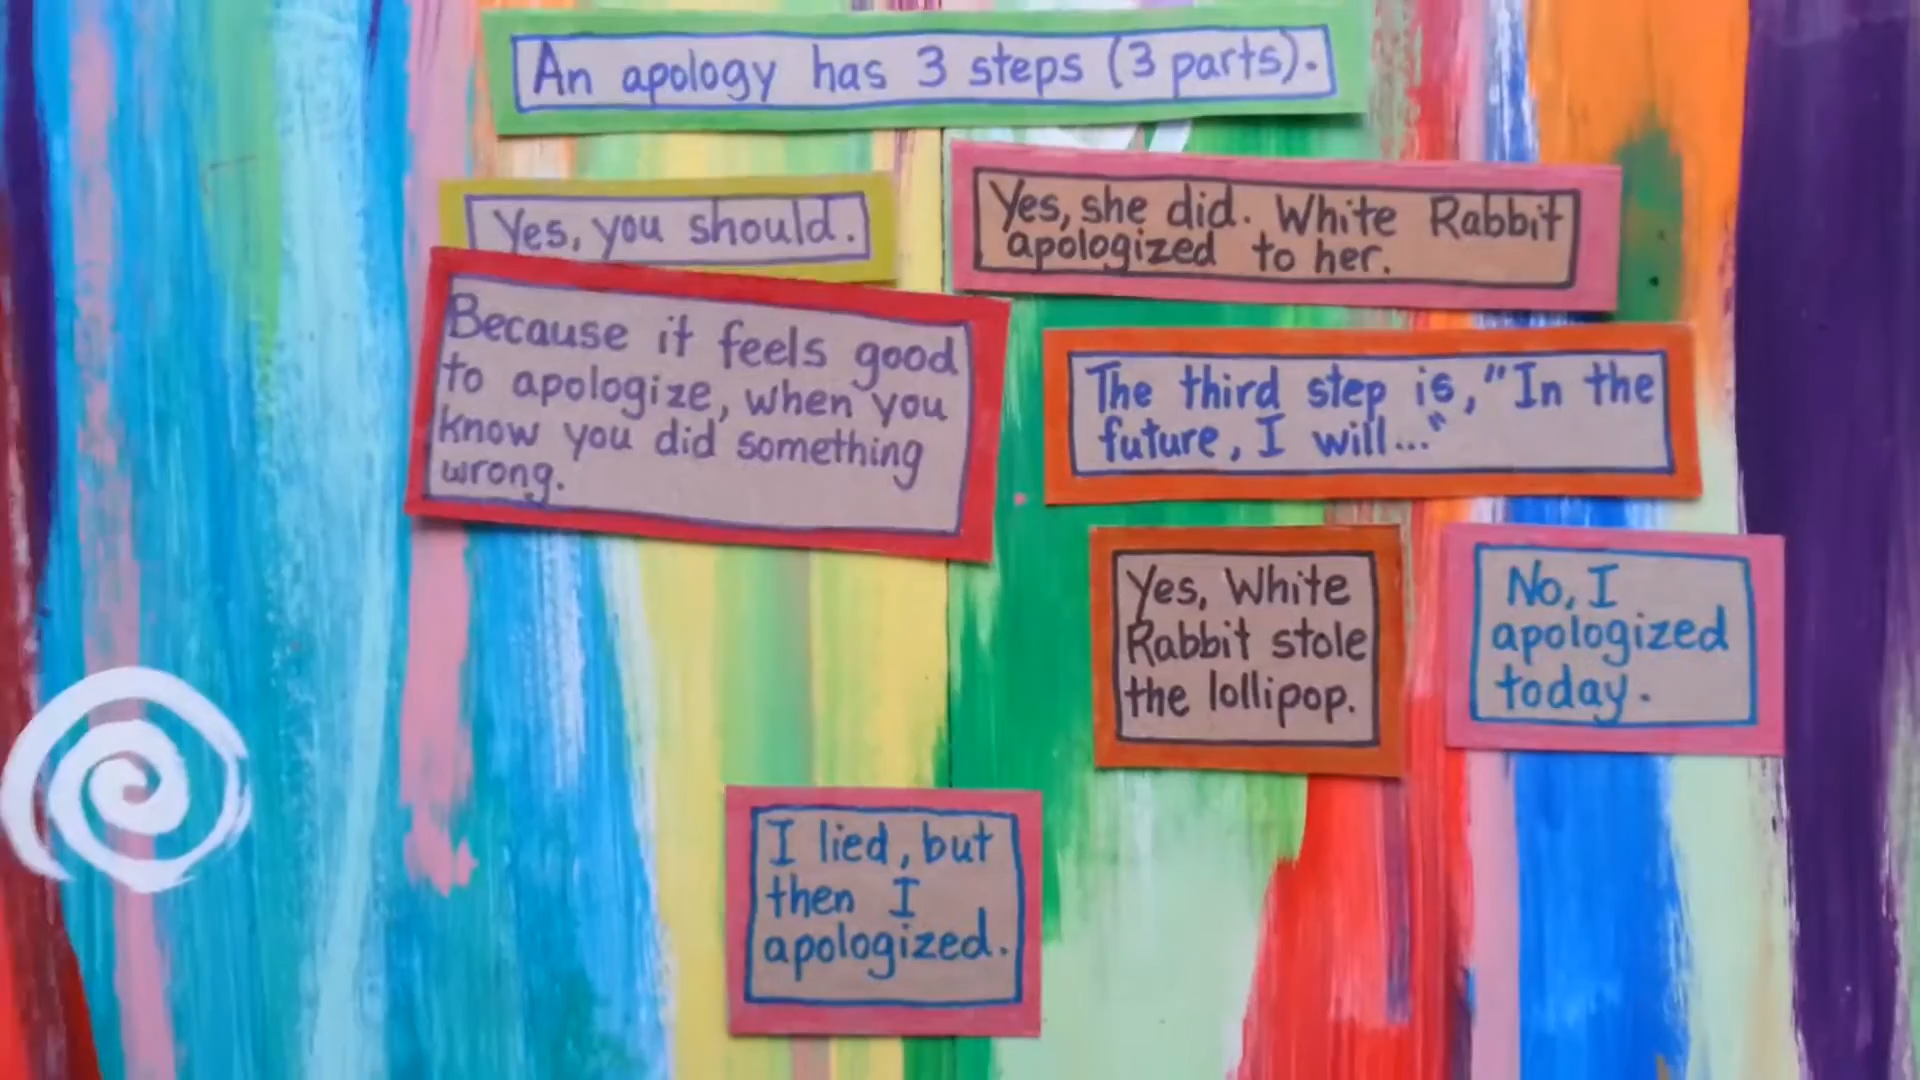 An apology has 3 steps (3 parts).
Yes, you should.
Yes, she did. White Rabbit
apologized to her.
Because it feels good
to apologize, when you
know you did something
wrong.
The third step is, "In the
future, I will..."
Yes, White
Rabbit stole
the lollipop.
No, I
apologized
today.
I lied, but
then I
apologized.